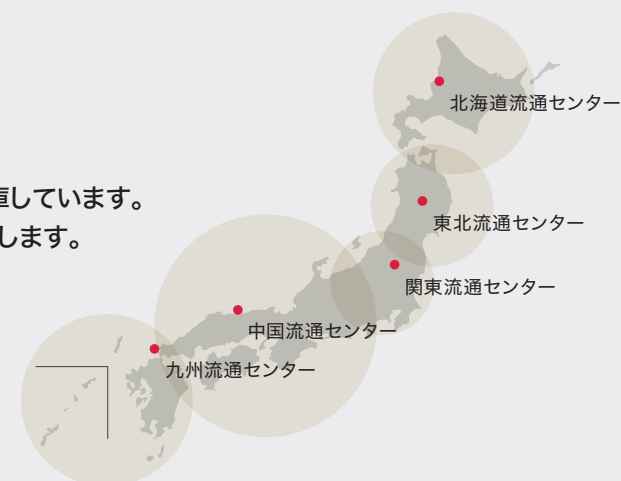 庫しています。
します。
北海道流通センター
東北流通センター
関東流通センター
中国流通センター
九州流通センター